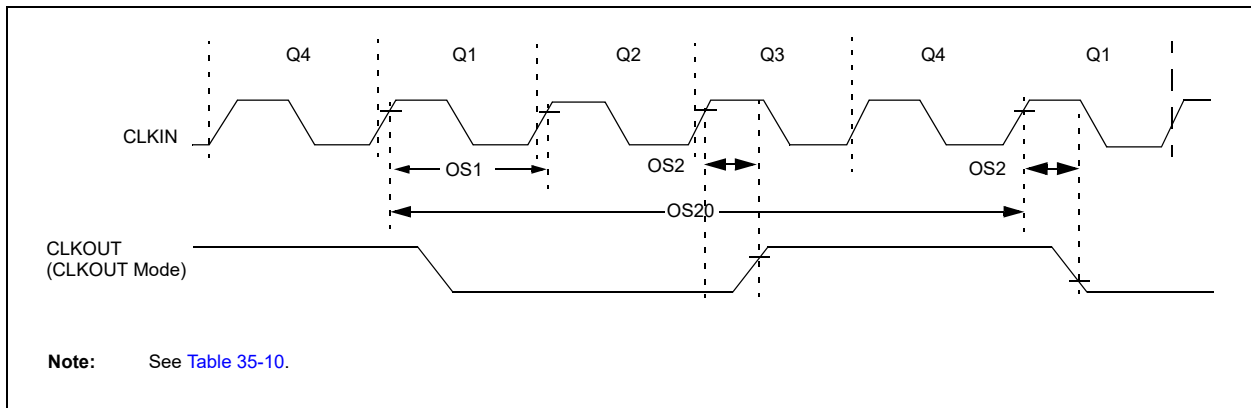 Q4 Q1 Q2 Q3 Q4 Q1
CLKIN
OS1 OS2 OS2
OS20
CLKOUT
(CLKOUT Mode)
Note: See Table 35-10.